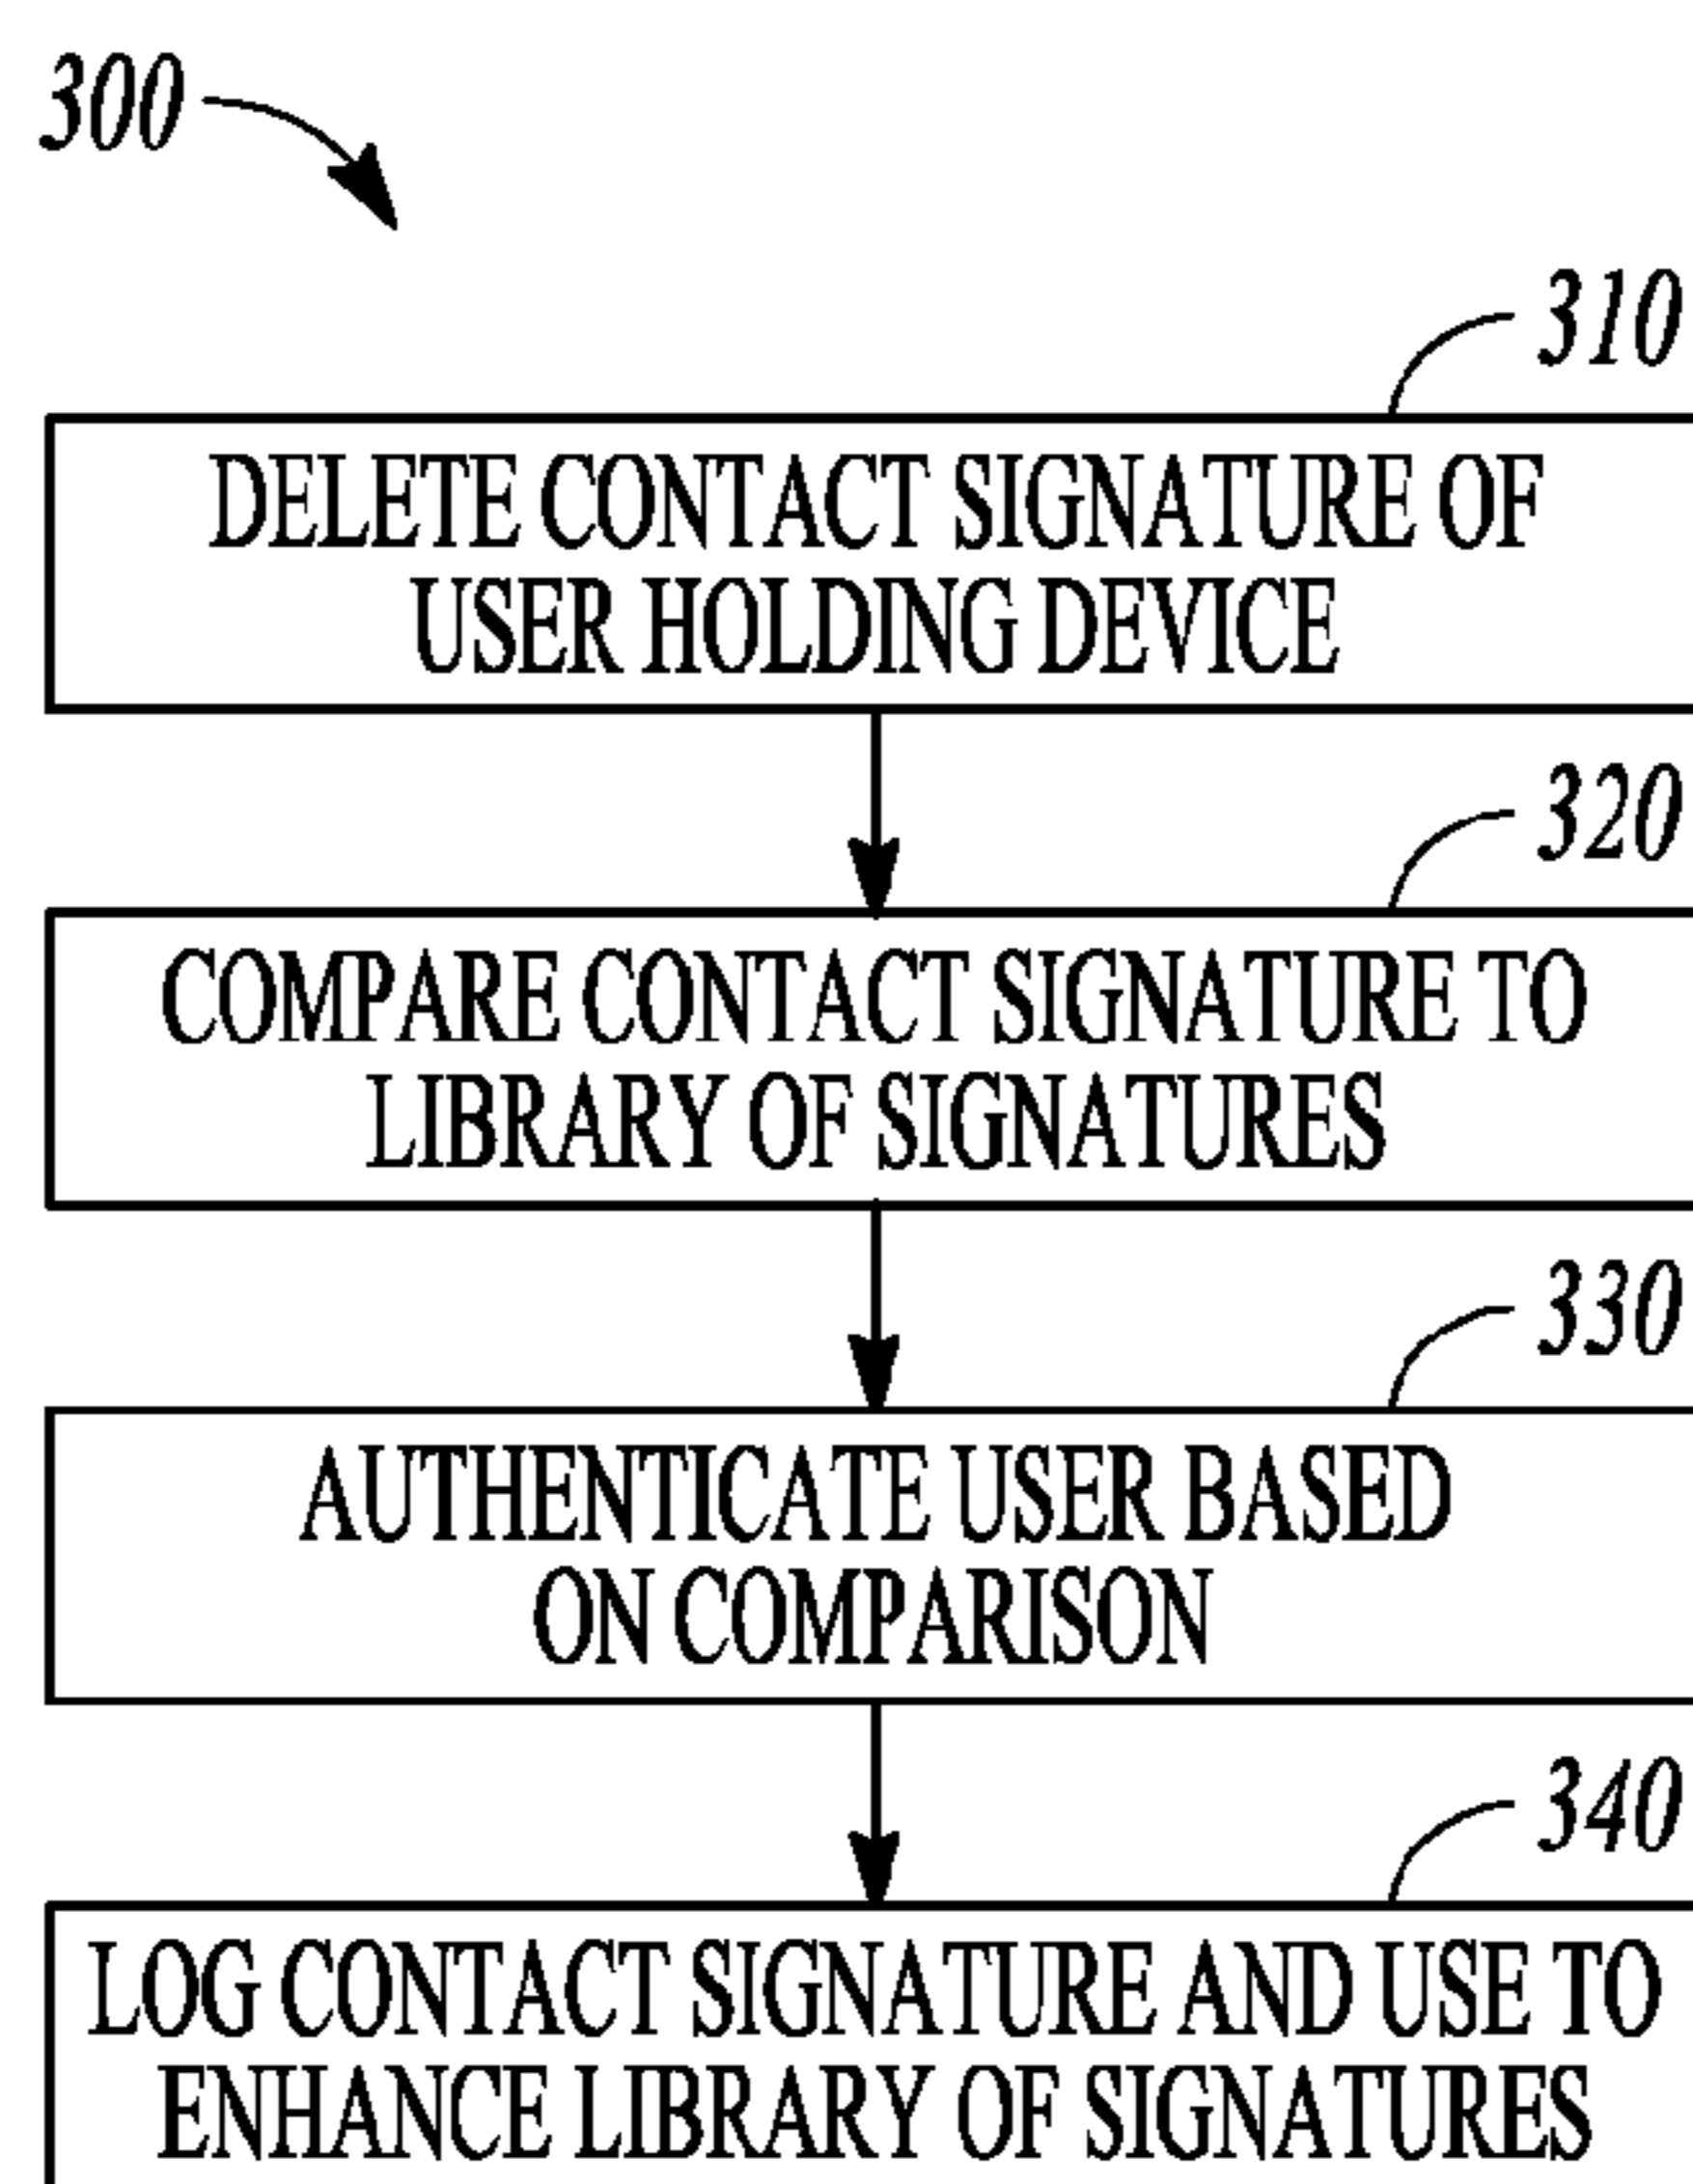 300
310
DELETE CONTACT SIGNATURE OF
USER HOLDING DEVICE
320
COMPARE CONTACT SIGNATURE TO
LIBRARY OF SIGNATURES
330
AUTHENTICATE USER BASED
ON COMPARISON
340
LOG CONTACT SIGNATURE AND USE TO
ENHANCE LIBRARY OF SIGNATURES